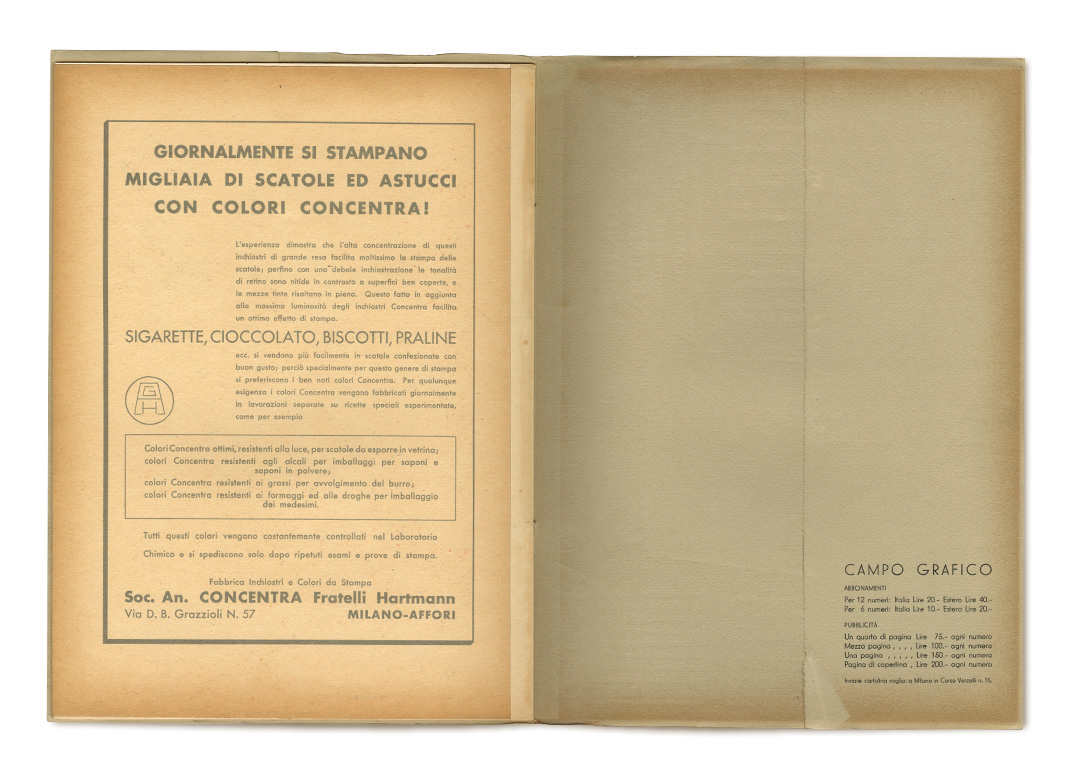 GIORNALMENTE SI STAMPANO
MIGLIAIA DI SCATOLE ED ASTUCCI
CON COLORI CONCENTRA!
L'esperienza dimostra che l'alta concentrazione di questi
inchiostri di grande resa facilita moltissimo la stampa delle
scatole; perfino con una debole inchiostrazione le tonalità
di retino sono nitide in contrasto a superfici ben coperte, e
le mezze tinte risaltano in pieno. Questo fatto in aggiunta
alla massima luminosità degli inchiostri Concentra facilita
un ottimo effetto di stampa.
SIGARETTE, CIOCCOLATO, BISCOTTI, PRALINE
ecc. si vendono più facilmente in scatole confezionate con
buon gusto; perciò specialmente per questo genere di stampa
si preferiscono i ben noti colori Concentra. Per qualunque
esigenza i colori Concentra vengono fabbricati giornalmente
in lavorazioni separate su ricette speciali esperimentate,
come per esempio
GH
Colori Concentra ottimi, resistenti alla luce, per scatole da esporre in vetrina;
colori Concentra resistenti agli alcali per imballaggi per saponi e
saponi in polvere;
colori Concentra resistenti ai grassi per avvolgimento del burro;
colori Concentra resistenti ai formaggi ed alle droghe per imballaggio
dei medesimi.
Tutti questi colori vengono costantemente controllati nel Laboratorio
Chimico e si spediscono solo dopo ripetuti esami e prove di stampa.
Fabbrica Inchiostri e Colori da Stampa
Soc. An. CONCENTRA Fratelli Hartmann
Via D. B. Grazzioli N. 57 MILANO-AFFORI
CAMPO GRAFICO
ABBONAMENTI
Per 12 numeri: Italia Lire 20.- Estero Lire 40.-
Per 6 numeri: Italia Lire 10.- Estero Lire 20.-
PUBBLICITÀ
Un quarto di pagina Lire 75.- ogni numero
Mezza pagina , , , , Lire 100.- ogni numero
Una pagina , , , , , Lire 150.- ogni numero
Pagina di copertina , Lire 200.- ogni numero
Inviare cartolina vaglia: a Milano in Corso Vercelli n. 16.